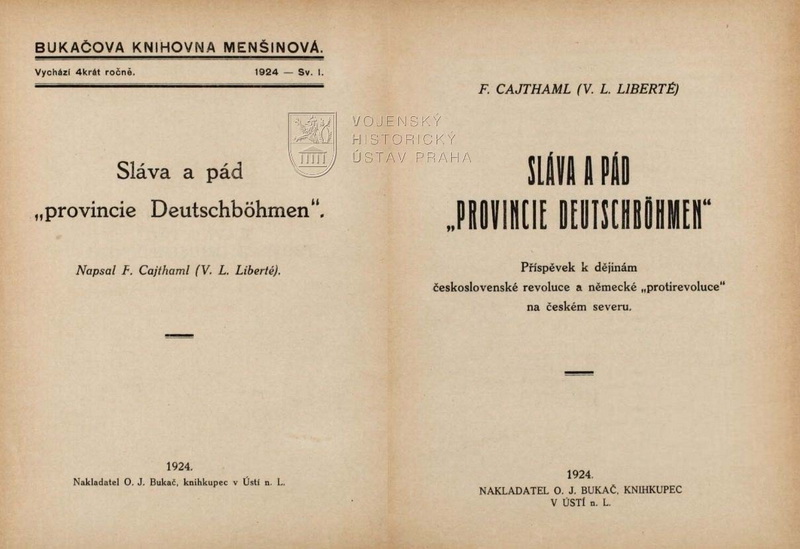 BUKAČOVA KNIHOVNA MENŠINOVÁ.
Vychází 4krát ročně. 1924 — Sv. I.
Sláva a pád
„provincie Deutschböhmen“.
Napsal F. Cajthaml (V. L. Liberté).
1924.
Nakladatel O. J. Bukač, knihkupec v Ústí n. L.
VOJENSKÝ
HISTORICKÝ
ÚSTAV PRAHA
F. CAJTHAML (V. L. LIBERTÉ)
SLÁVA A PÁD
„PROVINCIE DEUTSCHBÖHMEN“
Příspěvek k dějinám
československé revoluce a německé „protirevoluce“
na českém severu.
1924.
NAKLADATEL O. J. BUKAČ, KNIHKUPEC
V ÚSTÍ n. L.